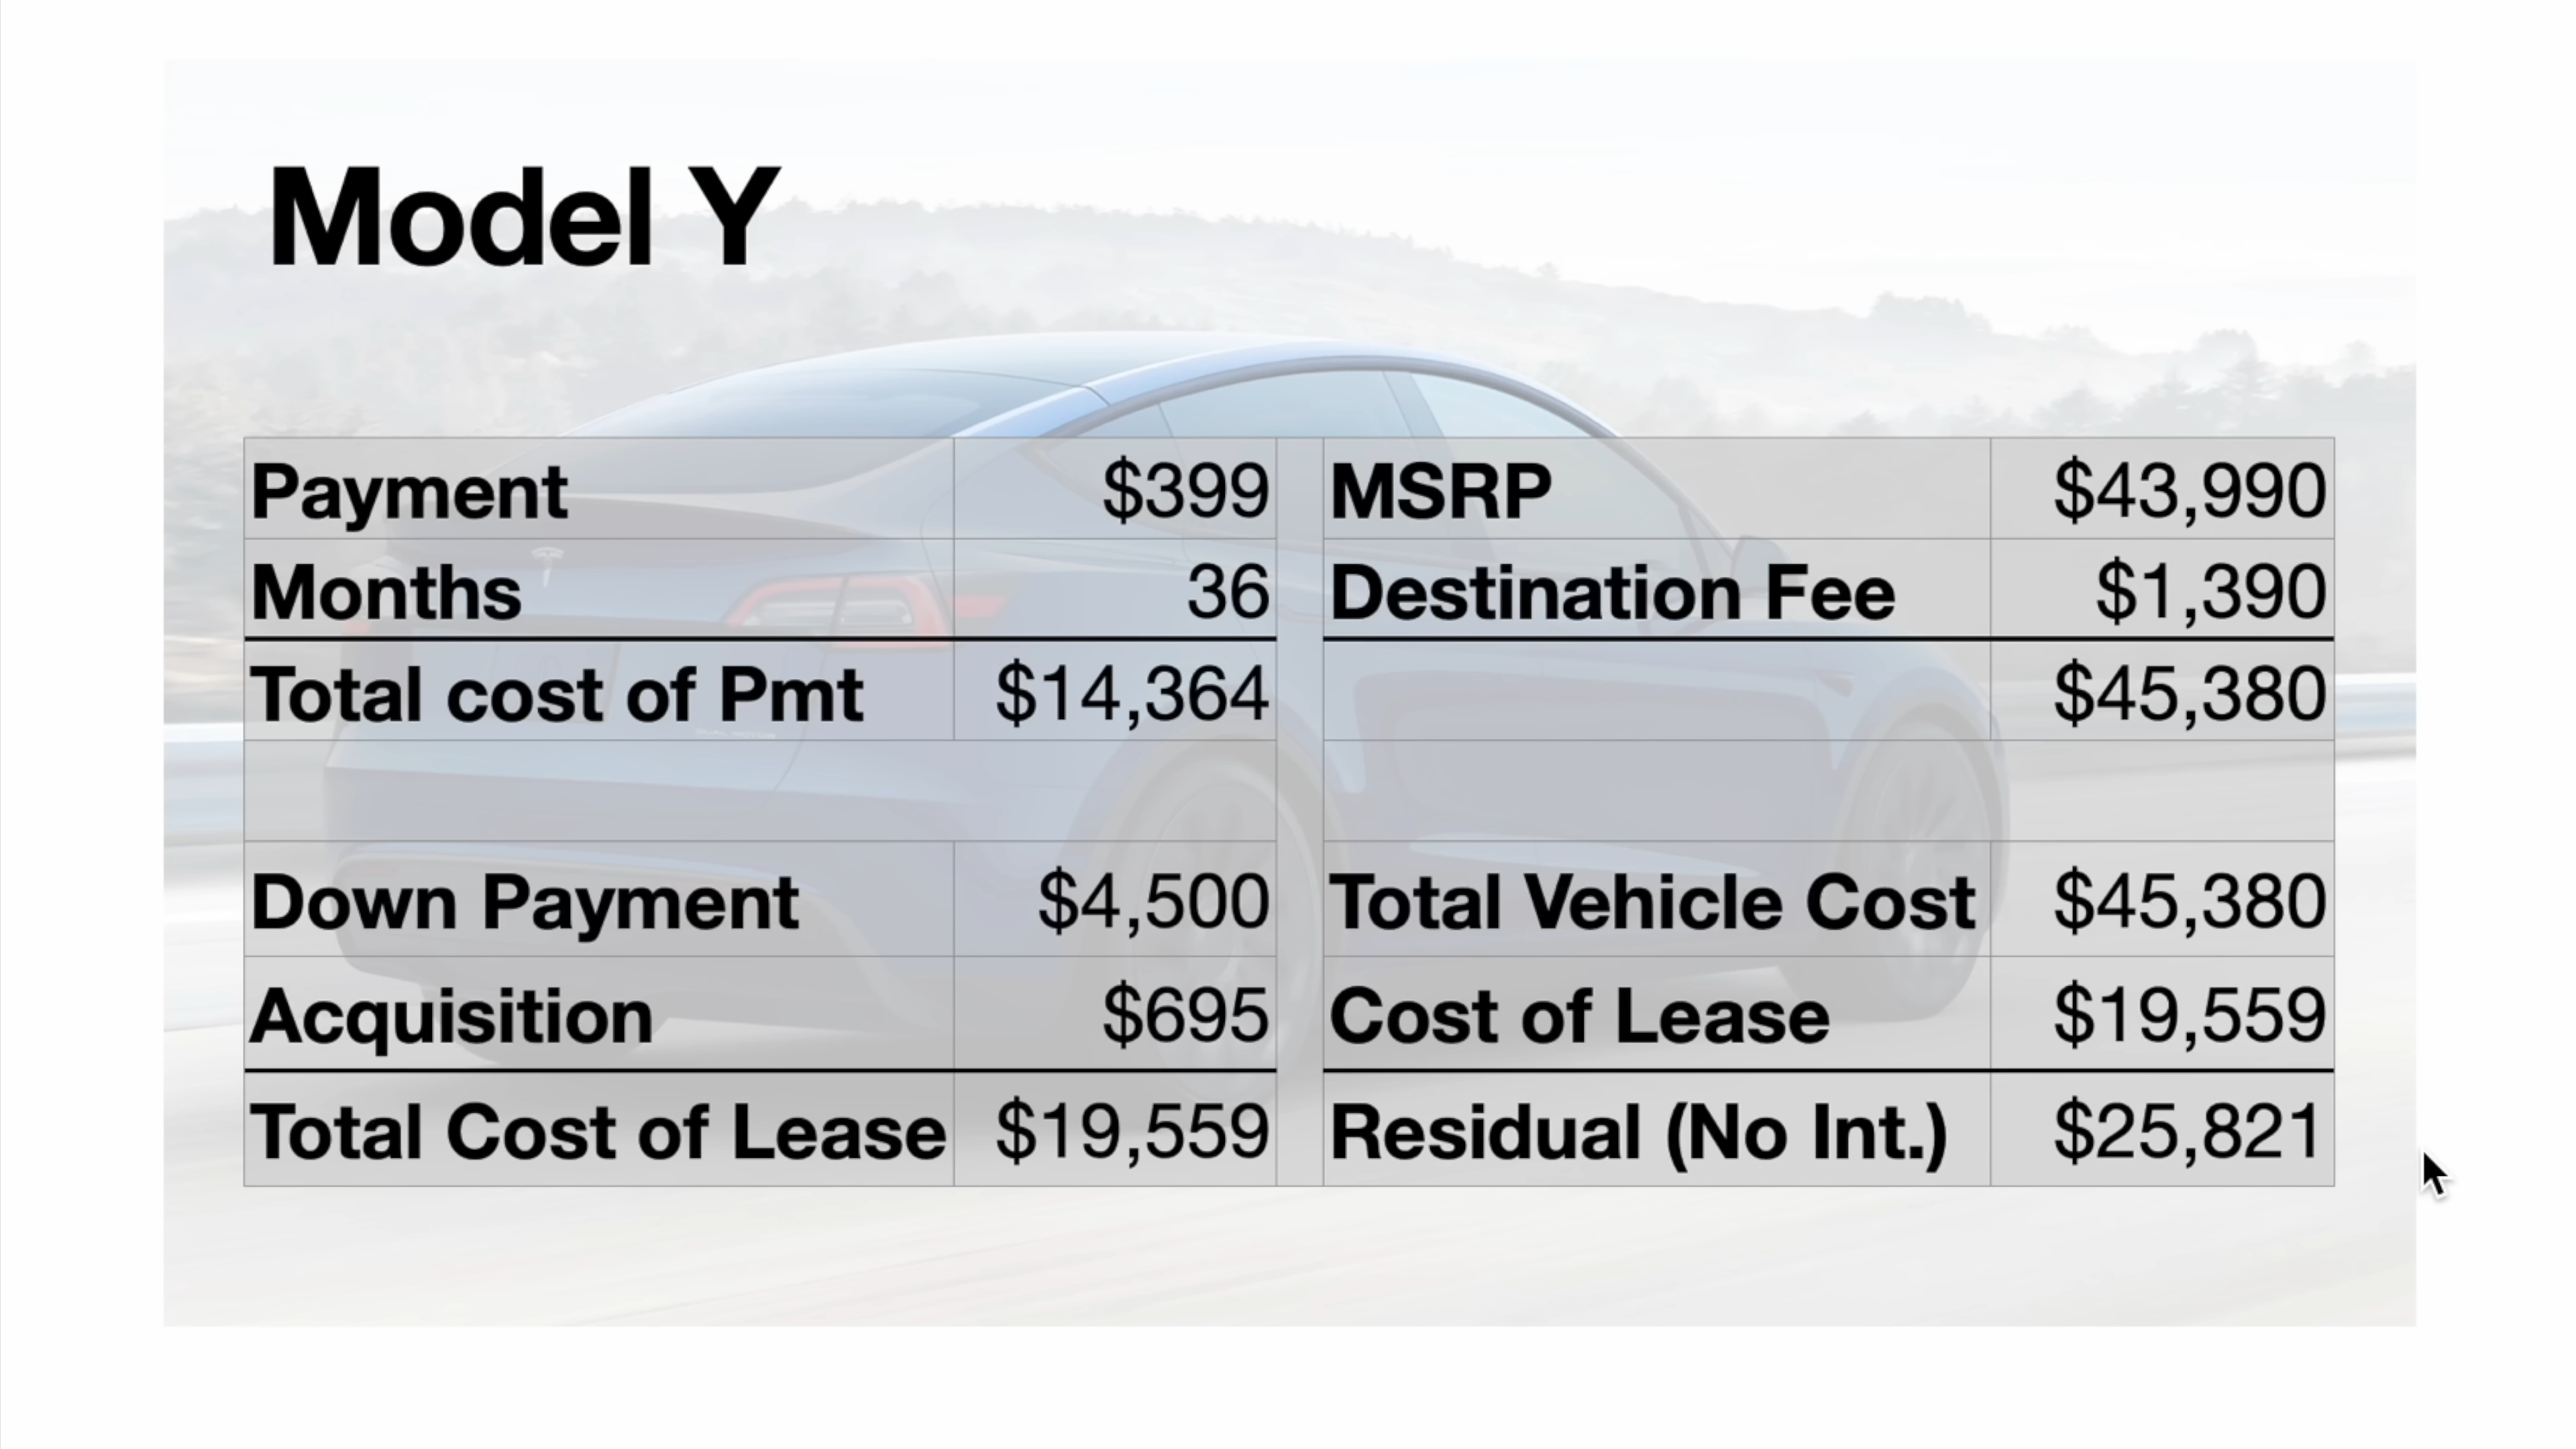 Model Y
Payment $399 MSRP $43,990
Months 36 Destination Fee $1,390
Total cost of Pmt $14,364 $45,380
Down Payment $4,500 Total Vehicle Cost $45,380
Acquisition $695 Cost of Lease $19,559
Total Cost of Lease $19,559 Residual (No Int.) $25,821